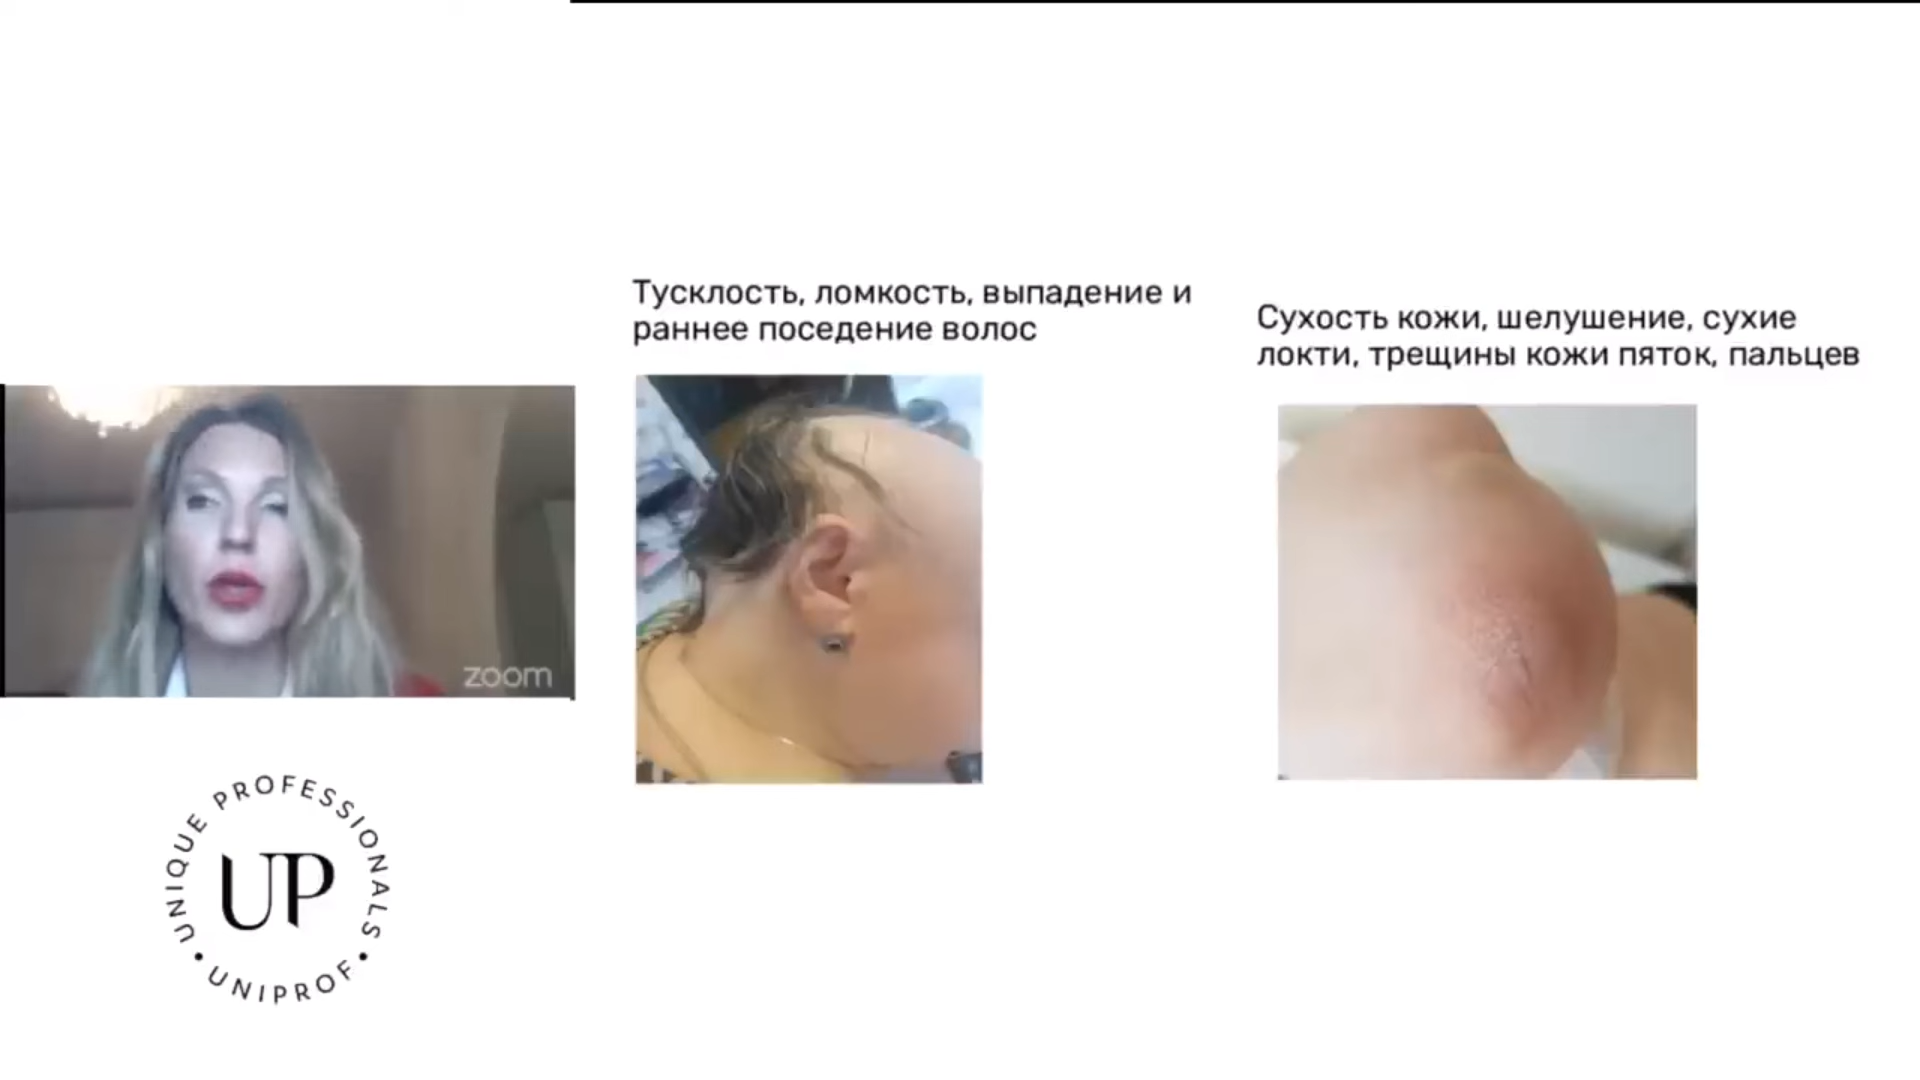 Тусклость, ломкость, выпадение и
раннее поседение волос
Сухость кожи, шелушение, сухие
локти, трещины кожи пяток, пальцев
zoom
UNIQUE PROFESSIONALS
UP
• UNIPROF •